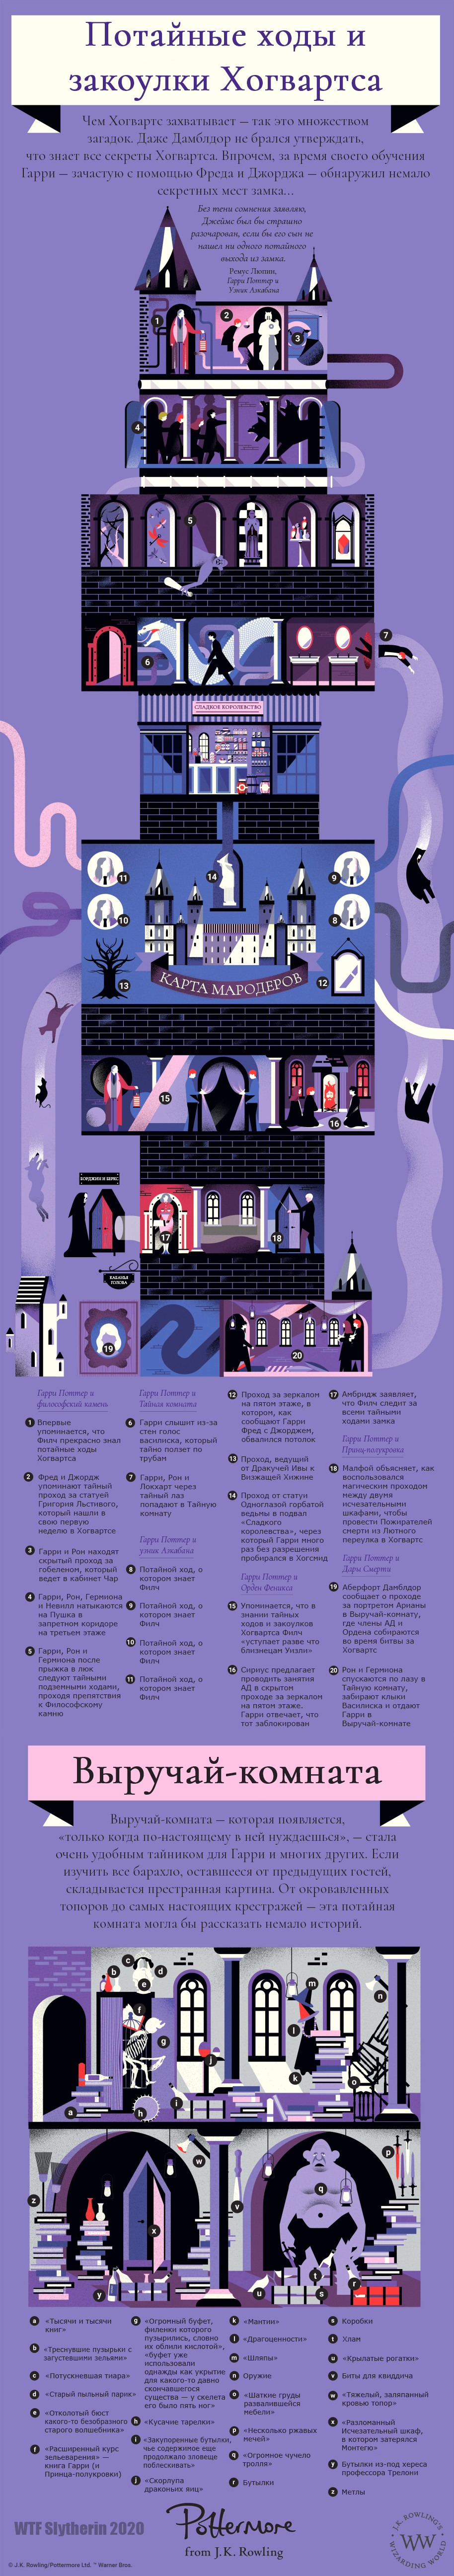 Потайные ходы и
закоулки Хогвартса
Чем Хогвартс захватывает — так это множеством
загадок. Даже Дамблдор не брался утверждать,
что знает все секреты Хогвартса. Впрочем, за время своего обучения
Гарри — зачастую с помощью Фреда и Джорджа — обнаружил немало
секретных мест замка...
Без тени сомнения заявляю,
Джеймс был бы страшно
разочарован, если бы его сын не
нашел ни одного потайного
выхода из замка.
Ремус Люпин,
Гарри Поттер и
Узник Азкабана
1
2
3
4
5
6
7
СЛАДКОЕ КОРОЛЕВСТВО
11
14
9
10
8
13
12
КАРТА МАРОДЕРОВ
15
16
БОРДЖИН И БЕРКС
17
18
КАБАНЬЯ
ГОЛОВА
19
20
Гарри Поттер и
философский камень
1 Впервые
упоминается, что
Филч прекрасно знал
потайные ходы
Хогвартса
2 Фред и Джордж
упоминают тайный
проход за статуей
Григория Льстивого,
который нашли в
свою первую
неделю в Хогвартсе
3 Гарри и Рон находят
скрытый проход за
гобеленом, который
ведет в кабинет Чар
4 Гарри, Рон, Гермиона
и Невилл натыкаются
на Пушка в
запретном коридоре
на третьем этаже
5 Гарри, Рон и
Гермиона после
прыжка в люк
следуют тайными
подземными ходами,
проходя препятствия
к Философскому
камню
Гарри Поттер и
Тайная комната
6 Гарри слышит из-за
стен голос
василиска, который
тайно ползет по
трубам
7 Гарри, Рон и
Локхарт через
тайный лаз
попадают в Тайную
комнату
Гарри Поттер и
узник Азкабана
8 Потайной ход, о
котором знает
Филч
9 Потайной ход, о
котором знает
Филч
10 Потайной ход, о
котором знает
Филч
11 Потайной ход, о
котором знает
Филч
12 Проход за зеркалом
на пятом этаже, в
котором, как
сообщают Гарри
Фред с Джорджем,
обвалился потолок
13 Проход, ведущий
от Дракучей Ивы к
Визжащей Хижине
14 Проход от статуи
Одноглазой горбатой
ведьмы в подвал
«Сладкого
королевства», через
который Гарри много
раз без разрешения
пробирался в Хогсмид
Гарри Поттер и
Орден Феникса
15 Упоминается, что в
знании тайных
ходов и закоулков
Хогвартса Филч
«уступает разве что
близнецам Уизли»
16 Сириус предлагает
проводить занятия
АД в скрытом
проходе за зеркалом
на пятом этаже.
Гарри отвечает, что
тот заблокирован
17 Амбридж заявляет,
что Филч следит за
всеми тайными
ходами замка
Гарри Поттер и
Принц-полукровка
18 Малфой объясняет, как
воспользовался
магическим проходом
между двумя
исчезательными
шкафами, чтобы
провести Пожирателей
смерти из Лютного
переулка в Хогвартс
Гарри Поттер и
Дары Смерти
19 Аберфорт Дамблдор
сообщает о проходе
за портретом Арианы
в Выручай-комнату,
где члены АД и
Ордена собираются
во время битвы за
Хогвартс
20 Рон и Гермиона
спускаются по лазу в
Тайную комнату,
забирают клыки
Василиска и отдают
Гарри в
Выручай-комнате
Выручай-комната
Выручай-комната — которая появляется,
«только когда по-настоящему в ней нуждаешься», — стала
очень удобным тайником для Гарри и многих других. Если
изучить все барахло, оставшееся от предыдущих гостей,
складывается престранная картина. От окровавленных
топоров до самых настоящих крестражей — эта потайная
комната могла бы рассказать немало историй.
a
b
c
d
e
f
g
h
i
j
k
l
m
n
o
p
q
r
s
t
u
v
w
x
y
z
a «Тысячи и тысячи
книг»
b «Треснувшие пузырьки с
загустевшими зельями»
c «Потускневшая тиара»
d «Старый пыльный парик»
e «Отколотый бюст
какого-то безобразного
старого волшебника»
f «Расширенный курс
зельеварения» —
книга Гарри (и
Принца-полукровки)
g «Огромный буфет,
филенки которого
пузырились, словно
их облили кислотой»,
«буфет уже
использовали
однажды как укрытие
для какого-то давно
скончавшегося
существа — у скелета
его было пять ног»
h «Кусачие тарелки»
i «Закупоренные бутылки,
чье содержимое еще
продолжало зловеще
поблескивать»
j «Скорлупа
драконьих яиц»
k «Мантии»
l «Драгоценности»
m «Шляпы»
n Оружие
o «Шаткие груды
развалившейся
мебели»
p «Несколько ржавых
мечей»
q «Огромное чучело
тролля»
r Бутылки
s Коробки
t Хлам
u «Крылатые рогатки»
v Биты для квиддича
w «Тяжелый, заляпанный
кровью топор»
x «Разломанный
Исчезательный шкаф,
в котором затерялся
Монтегю»
y Бутылки из-под хереса
профессора Трелони
z Метлы
WTF Slytherin 2020
Pottermore
from J.K. Rowling
J.K. ROWLING'S
WW
WIZARDING WORLD
© J.K. Rowling/Pottermore Ltd. ™ Warner Bros.